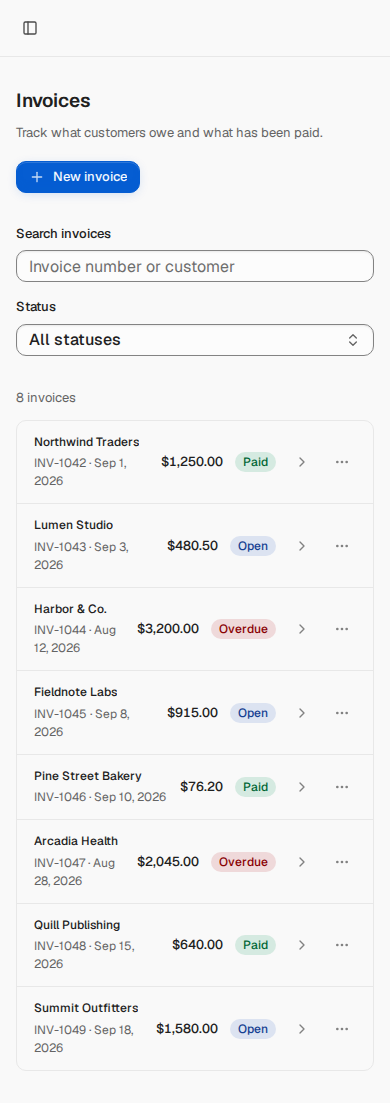 Invoices
Track what customers owe and what has been paid.
New invoice
Search invoices
Invoice number or customer
Status
All statuses
8 invoices
Northwind Traders
INV-1042 · Sep 1,
2026
$1,250.00
Paid
Lumen Studio
INV-1043 · Sep 3,
2026
$480.50
Open
Harbor & Co.
INV-1044 · Aug
12, 2026
$3,200.00
Overdue
Fieldnote Labs
INV-1045 · Sep 8,
2026
$915.00
Open
Pine Street Bakery
INV-1046 · Sep 10, 2026
$76.20
Paid
Arcadia Health
INV-1047 · Aug
28, 2026
$2,045.00
Overdue
Quill Publishing
INV-1048 · Sep 15,
2026
$640.00
Paid
Summit Outfitters
INV-1049 · Sep 18,
2026
$1,580.00
Open